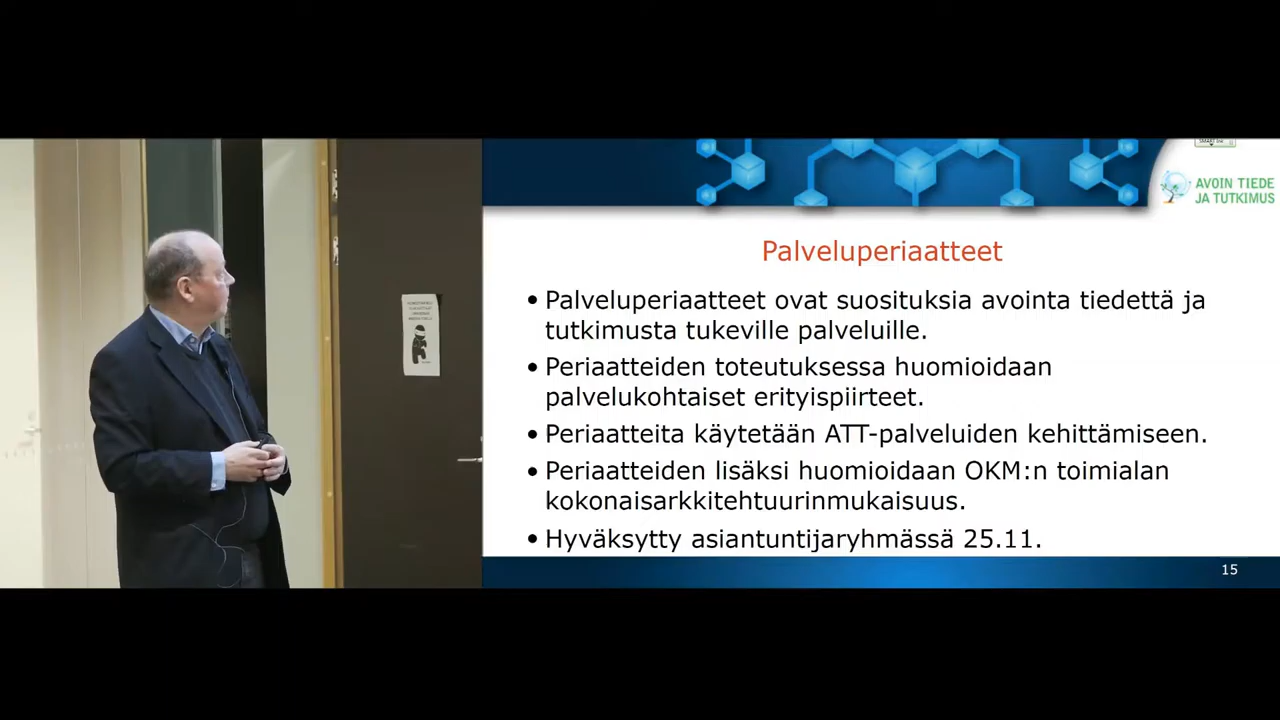 AVOIN TIEDE
JA TUTKIMUS
Palveluperiaatteet
• Palveluperiaatteet ovat suosituksia avointa tiedettä ja
tutkimusta tukeville palveluille.
• Periaatteiden toteutuksessa huomioidaan
palvelukohtaiset erityispiirteet.
• Periaatteita käytetään ATT-palveluiden kehittämiseen.
• Periaatteiden lisäksi huomioidaan OKM:n toimialan
kokonaisarkkitehtuurinmukaisuus.
• Hyväksytty asiantuntijaryhmässä 25.11.
15